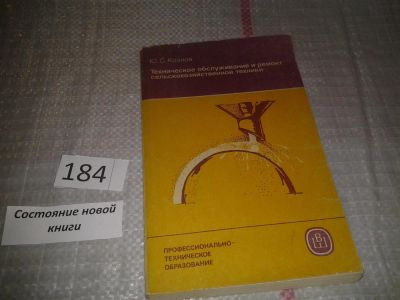 Ю. С. Козлов
Техническое обслуживание и ремонт
сельскохозяйственной техники
184
Состояние новой
книги
ПРОФЕССИОНАЛЬНО-
ТЕХНИЧЕСКОЕ
ОБРАЗОВАНИЕ